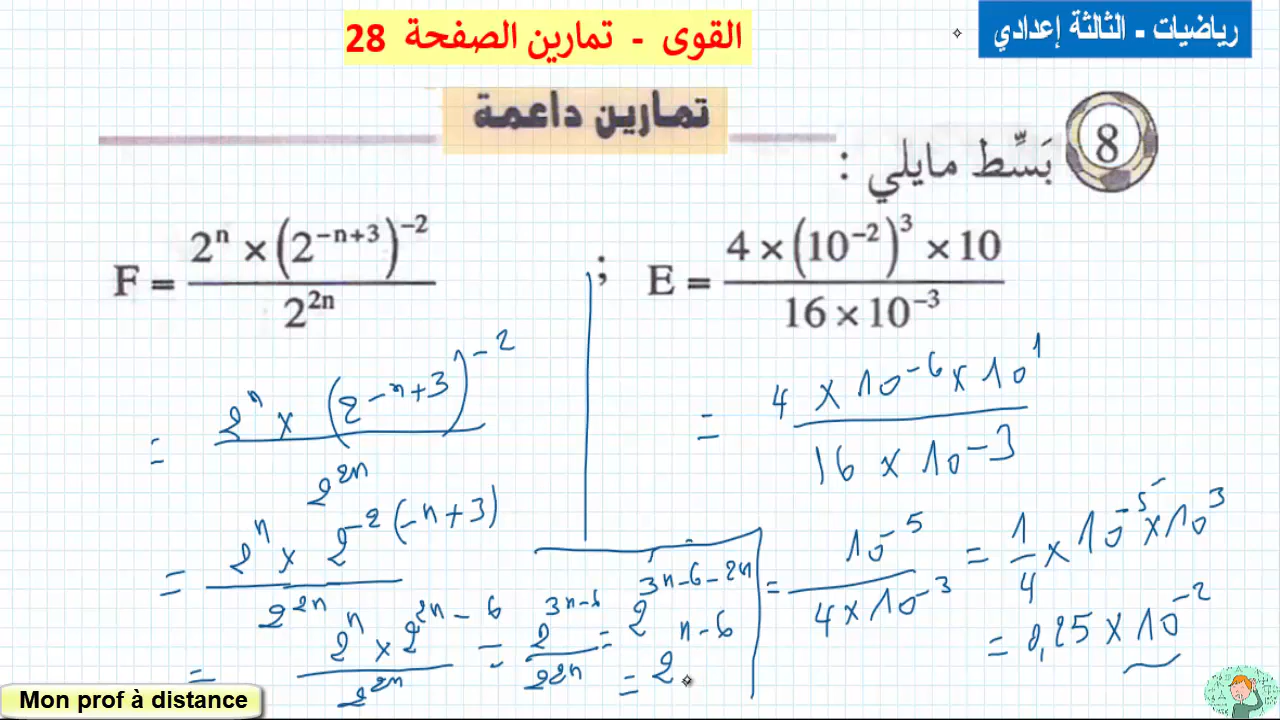 رياضيات - الثالثة إعدادي
القوى - تمارين الصفحة 28
تمارين داعمة
8 بَسِّط مايلي :
E = (4 × (10⁻²)³ × 10) / (16 × 10⁻³) ; F = (2ⁿ × (2⁻ⁿ⁺³)⁻²) / 2²ⁿ
= (4 × 10⁻⁶ × 10¹) / (16 × 10⁻³)
= 10⁻⁵ / (4 × 10⁻³) = 1/4 × 10⁻⁵ × 10³
= 0,25 × 10⁻²
= (2ⁿ × (2⁻ⁿ⁺³)⁻²) / 2²ⁿ
= (2ⁿ × 2^(-2(-n+3))) / 2²ⁿ
= (2ⁿ × 2²ⁿ⁻⁶) / 2²ⁿ = 2³ⁿ⁻⁶ / 2²ⁿ = 2³ⁿ⁻⁶⁻²ⁿ
= 2ⁿ⁻⁶
Mon prof à distance